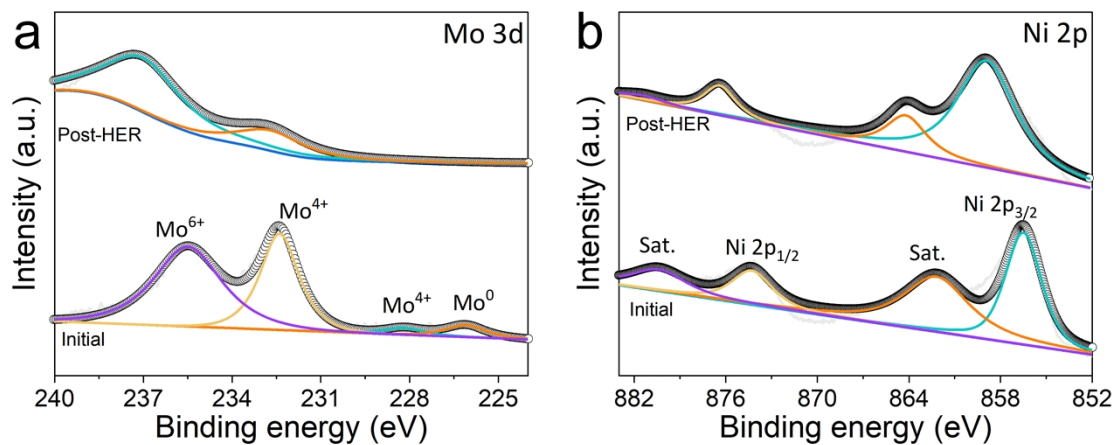 a
Mo 3d
Intensity (a.u.)
Post-HER
Mo⁶⁺
Mo⁴⁺
Mo⁴⁺
Mo⁰
Initial
240 237 234 231 228 225
Binding energy (eV)
b
Ni 2p
Intensity (a.u.)
Post-HER
Sat.
Ni 2p₁/₂
Sat.
Ni 2p₃/₂
Initial
882 876 870 864 858 852
Binding energy (eV)